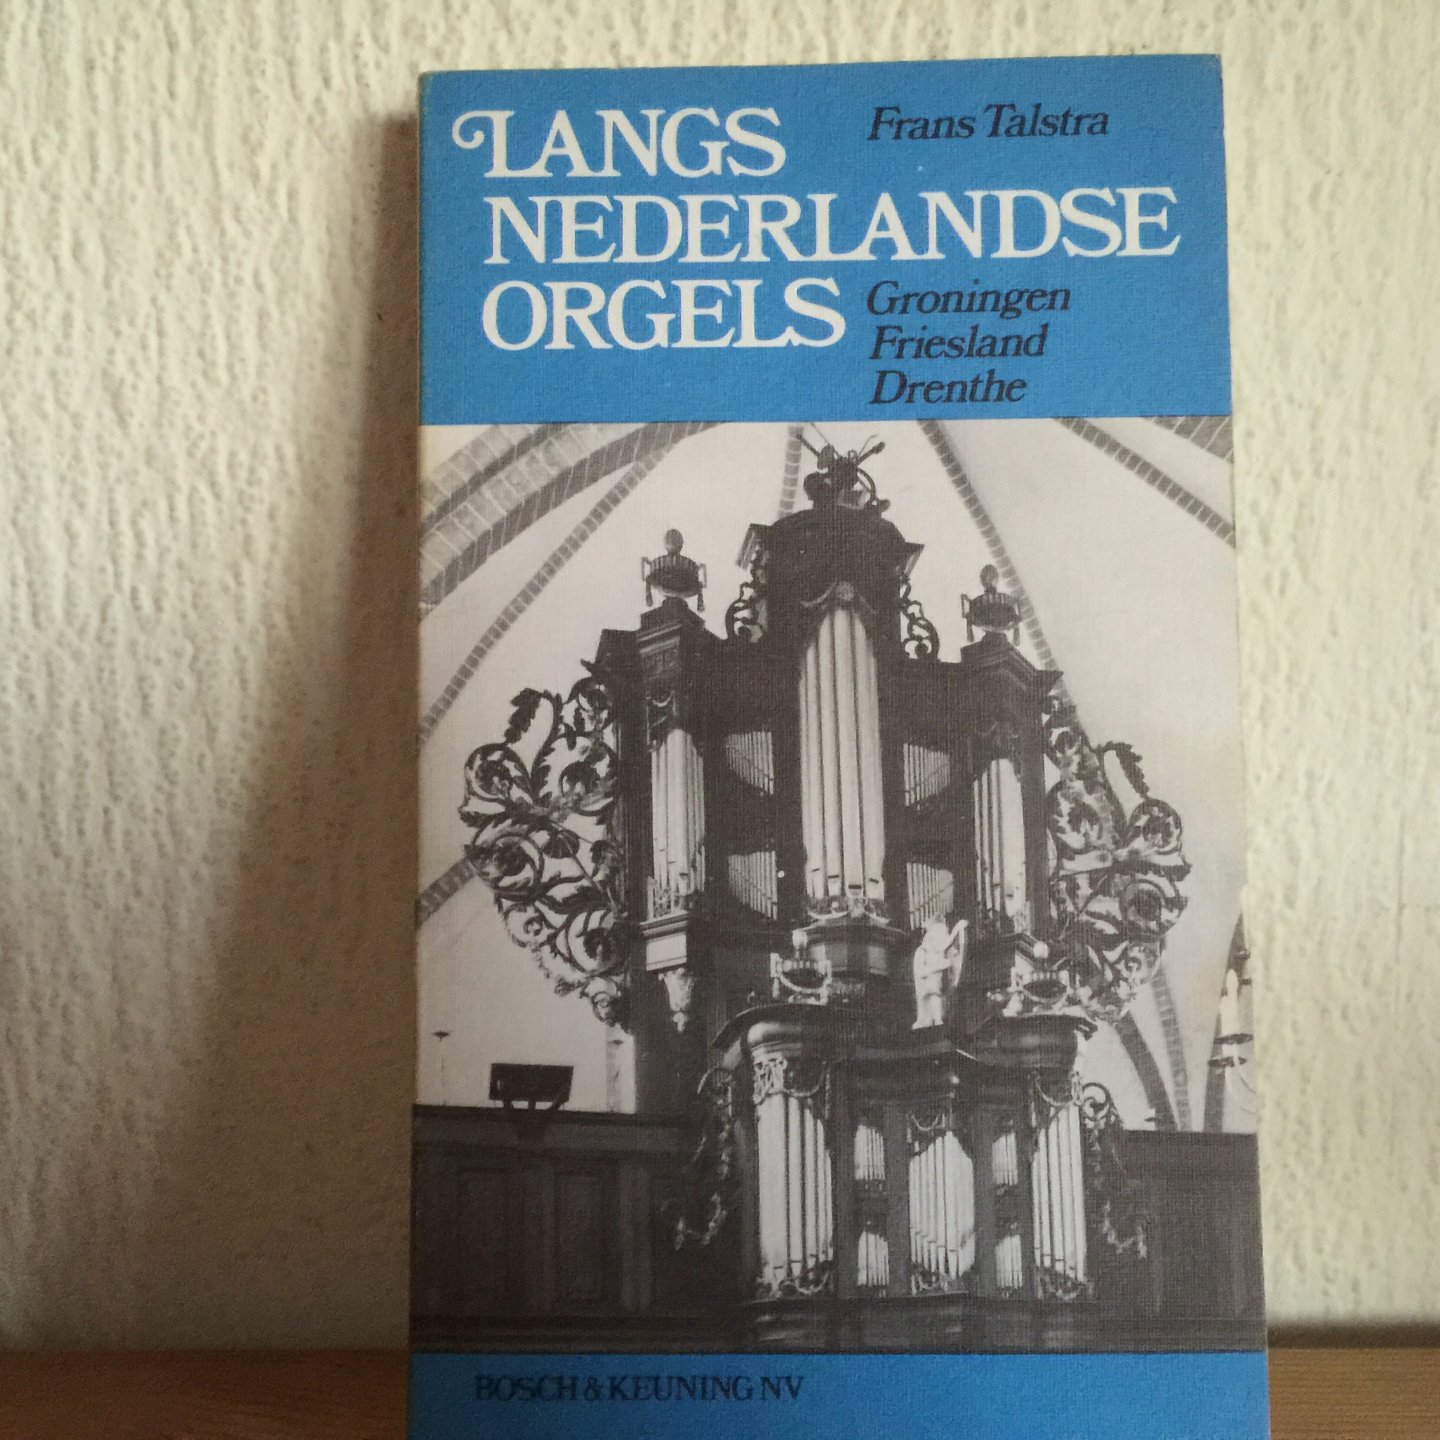 LANGS
Frans Talstra
NEDERLANDSE
ORGELS
Groningen
Friesland
Drenthe
BOSCH & KEUNING NV